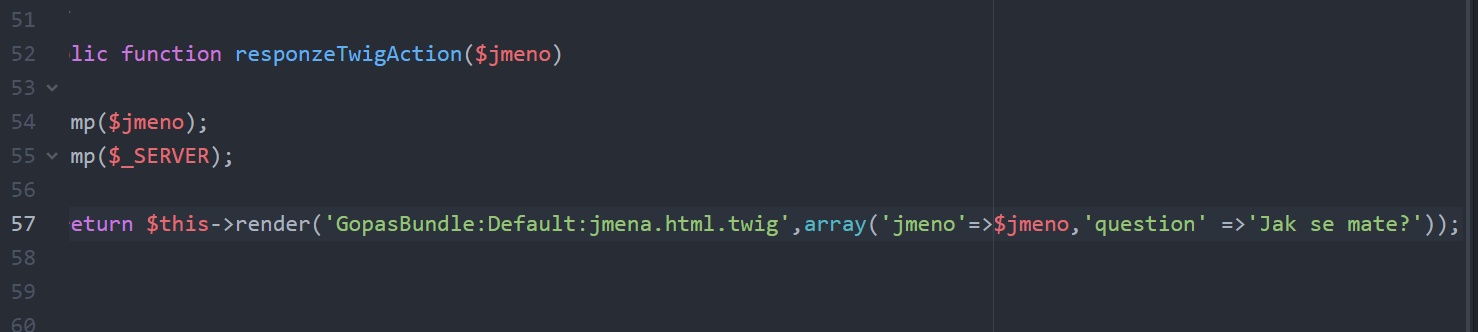 51
52 lic function responzeTwigAction($jmeno)
53
54 mp($jmeno);
55 mp($_SERVER);
56
57 eturn $this->render('GopasBundle:Default:jmena.html.twig',array('jmeno'=>$jmeno,'question' =>'Jak se mate?'));
58
59
60